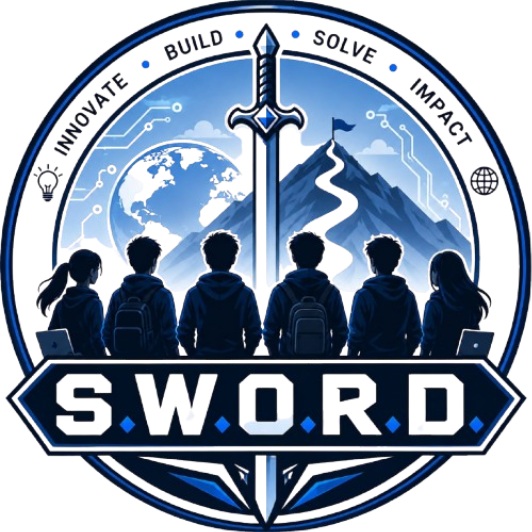 INNOVATE • BUILD • • SOLVE • IMPACT
S.W.O.R.D.